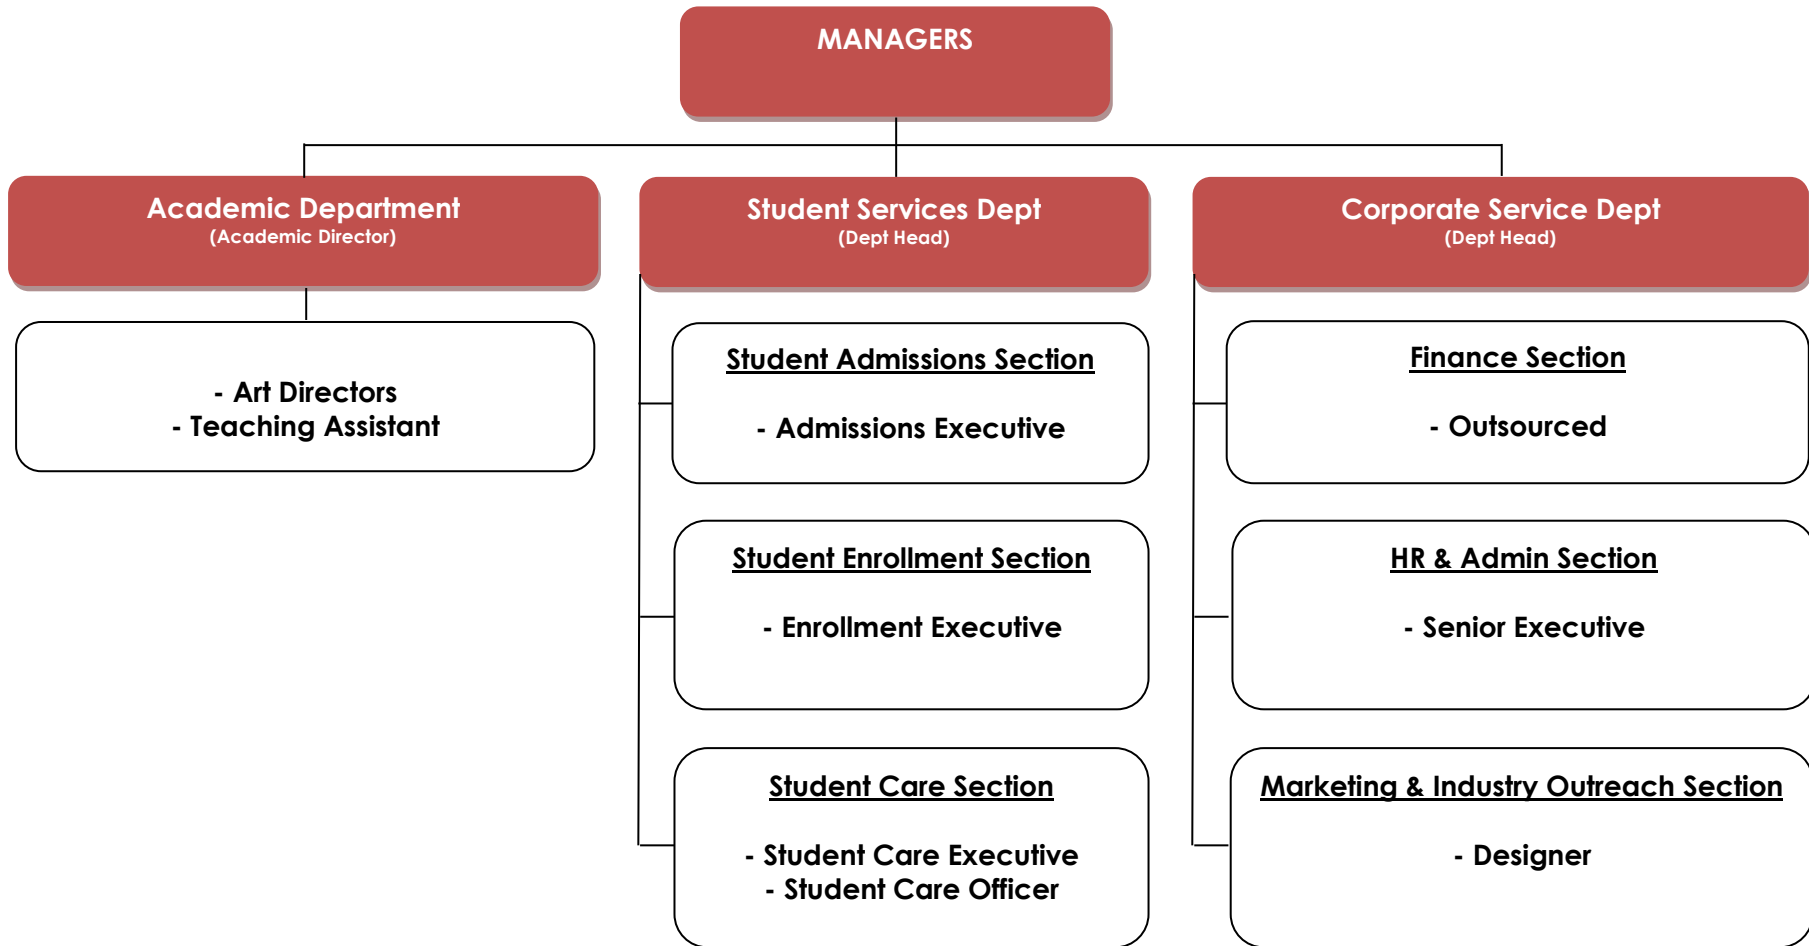 MANAGERS
Academic Department
(Academic Director)
- Art Directors
- Teaching Assistant
Student Services Dept
(Dept Head)
Student Admissions Section
- Admissions Executive
Student Enrollment Section
- Enrollment Executive
Student Care Section
- Student Care Executive
- Student Care Officer
Corporate Service Dept
(Dept Head)
Finance Section
- Outsourced
HR & Admin Section
- Senior Executive
Marketing & Industry Outreach Section
- Designer